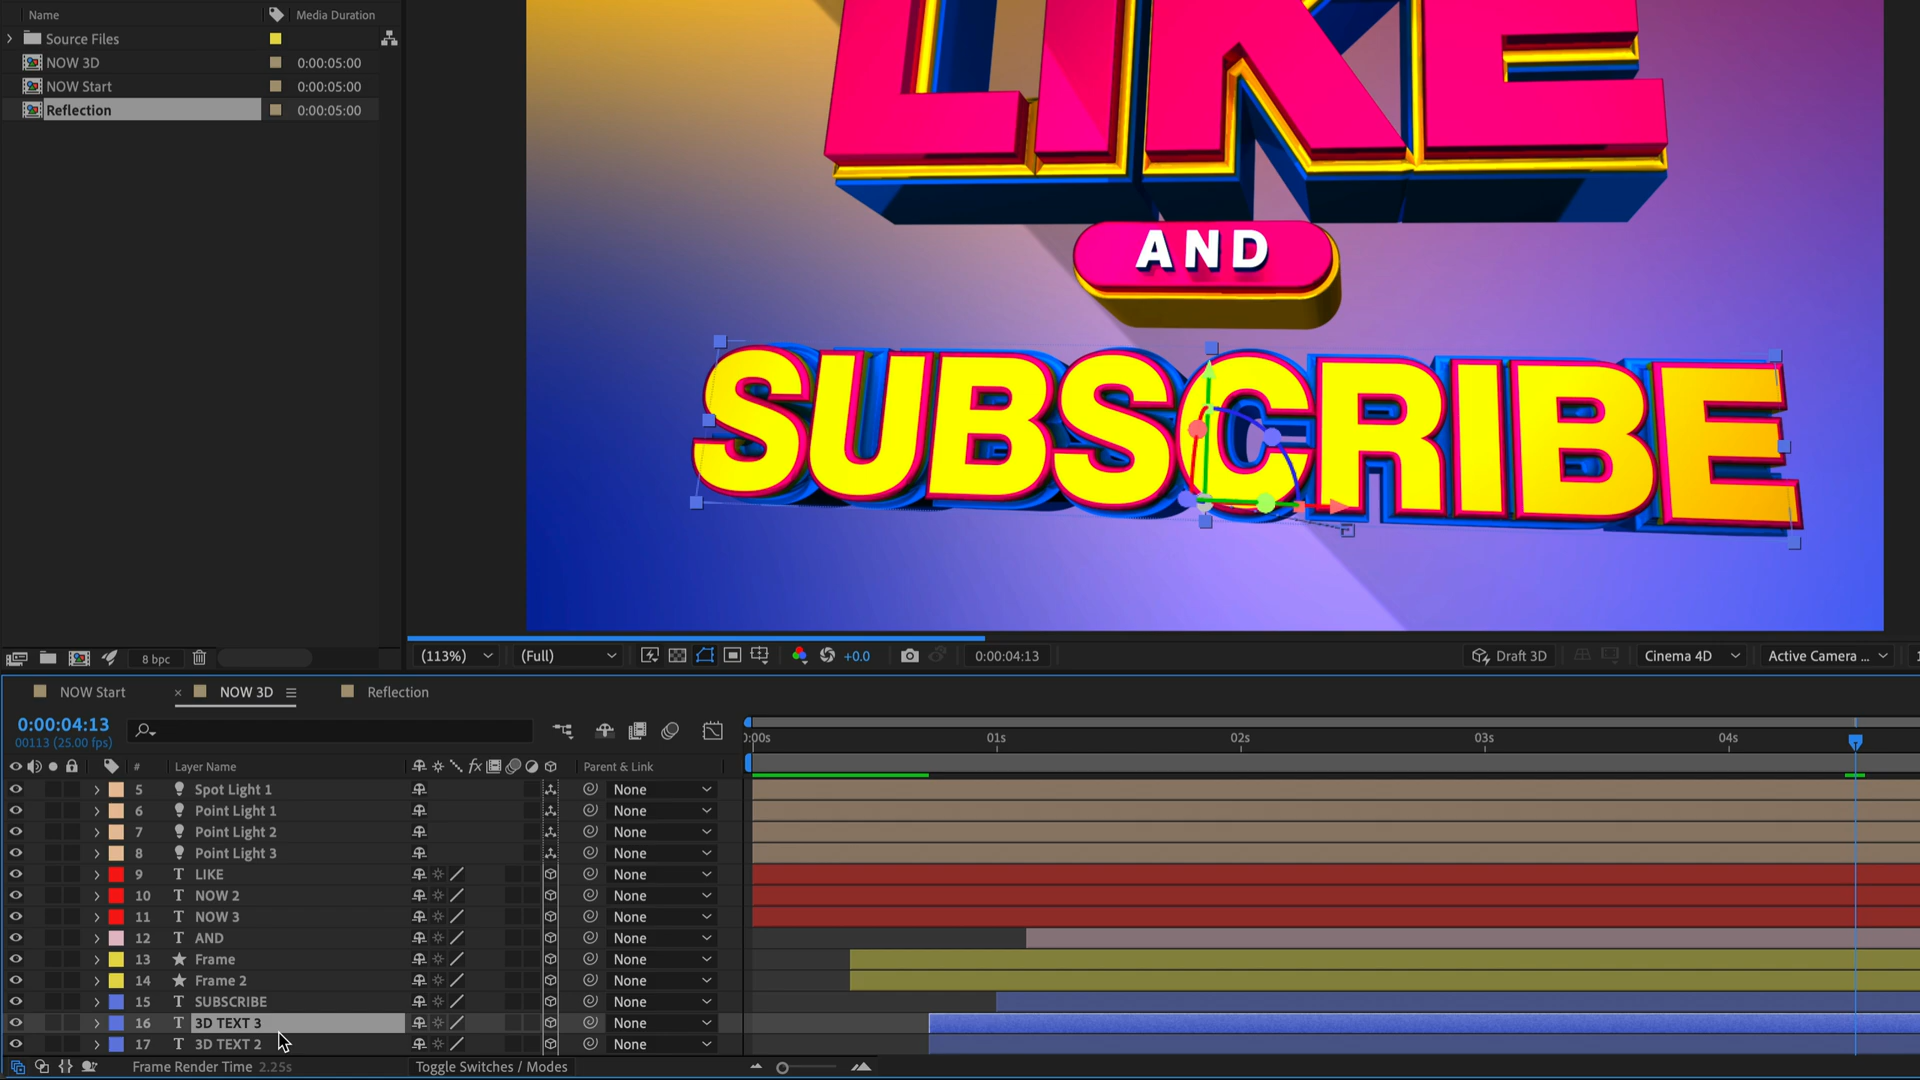 Name Media Duration
Source Files
NOW 3D 0:00:05:00
NOW Start 0:00:05:00
Reflection 0:00:05:00
LIKE
AND
SUBSCRIBE
8 bpc
(113%) (Full) +0.0 0:00:04:13 Draft 3D Cinema 4D Active Camera ...
NOW Start × NOW 3D Reflection
0:00:04:13
00113 (25.00 fps)
:00s 01s 02s 03s 04s
# Layer Name fx Parent & Link
5 Spot Light 1 None
6 Point Light 1 None
7 Point Light 2 None
8 Point Light 3 None
9 T LIKE None
10 T NOW 2 None
11 T NOW 3 None
12 T AND None
13 Frame None
14 Frame 2 None
15 T SUBSCRIBE None
16 T 3D TEXT 3 None
17 T 3D TEXT 2 None
Frame Render Time 2.25s Toggle Switches / Modes